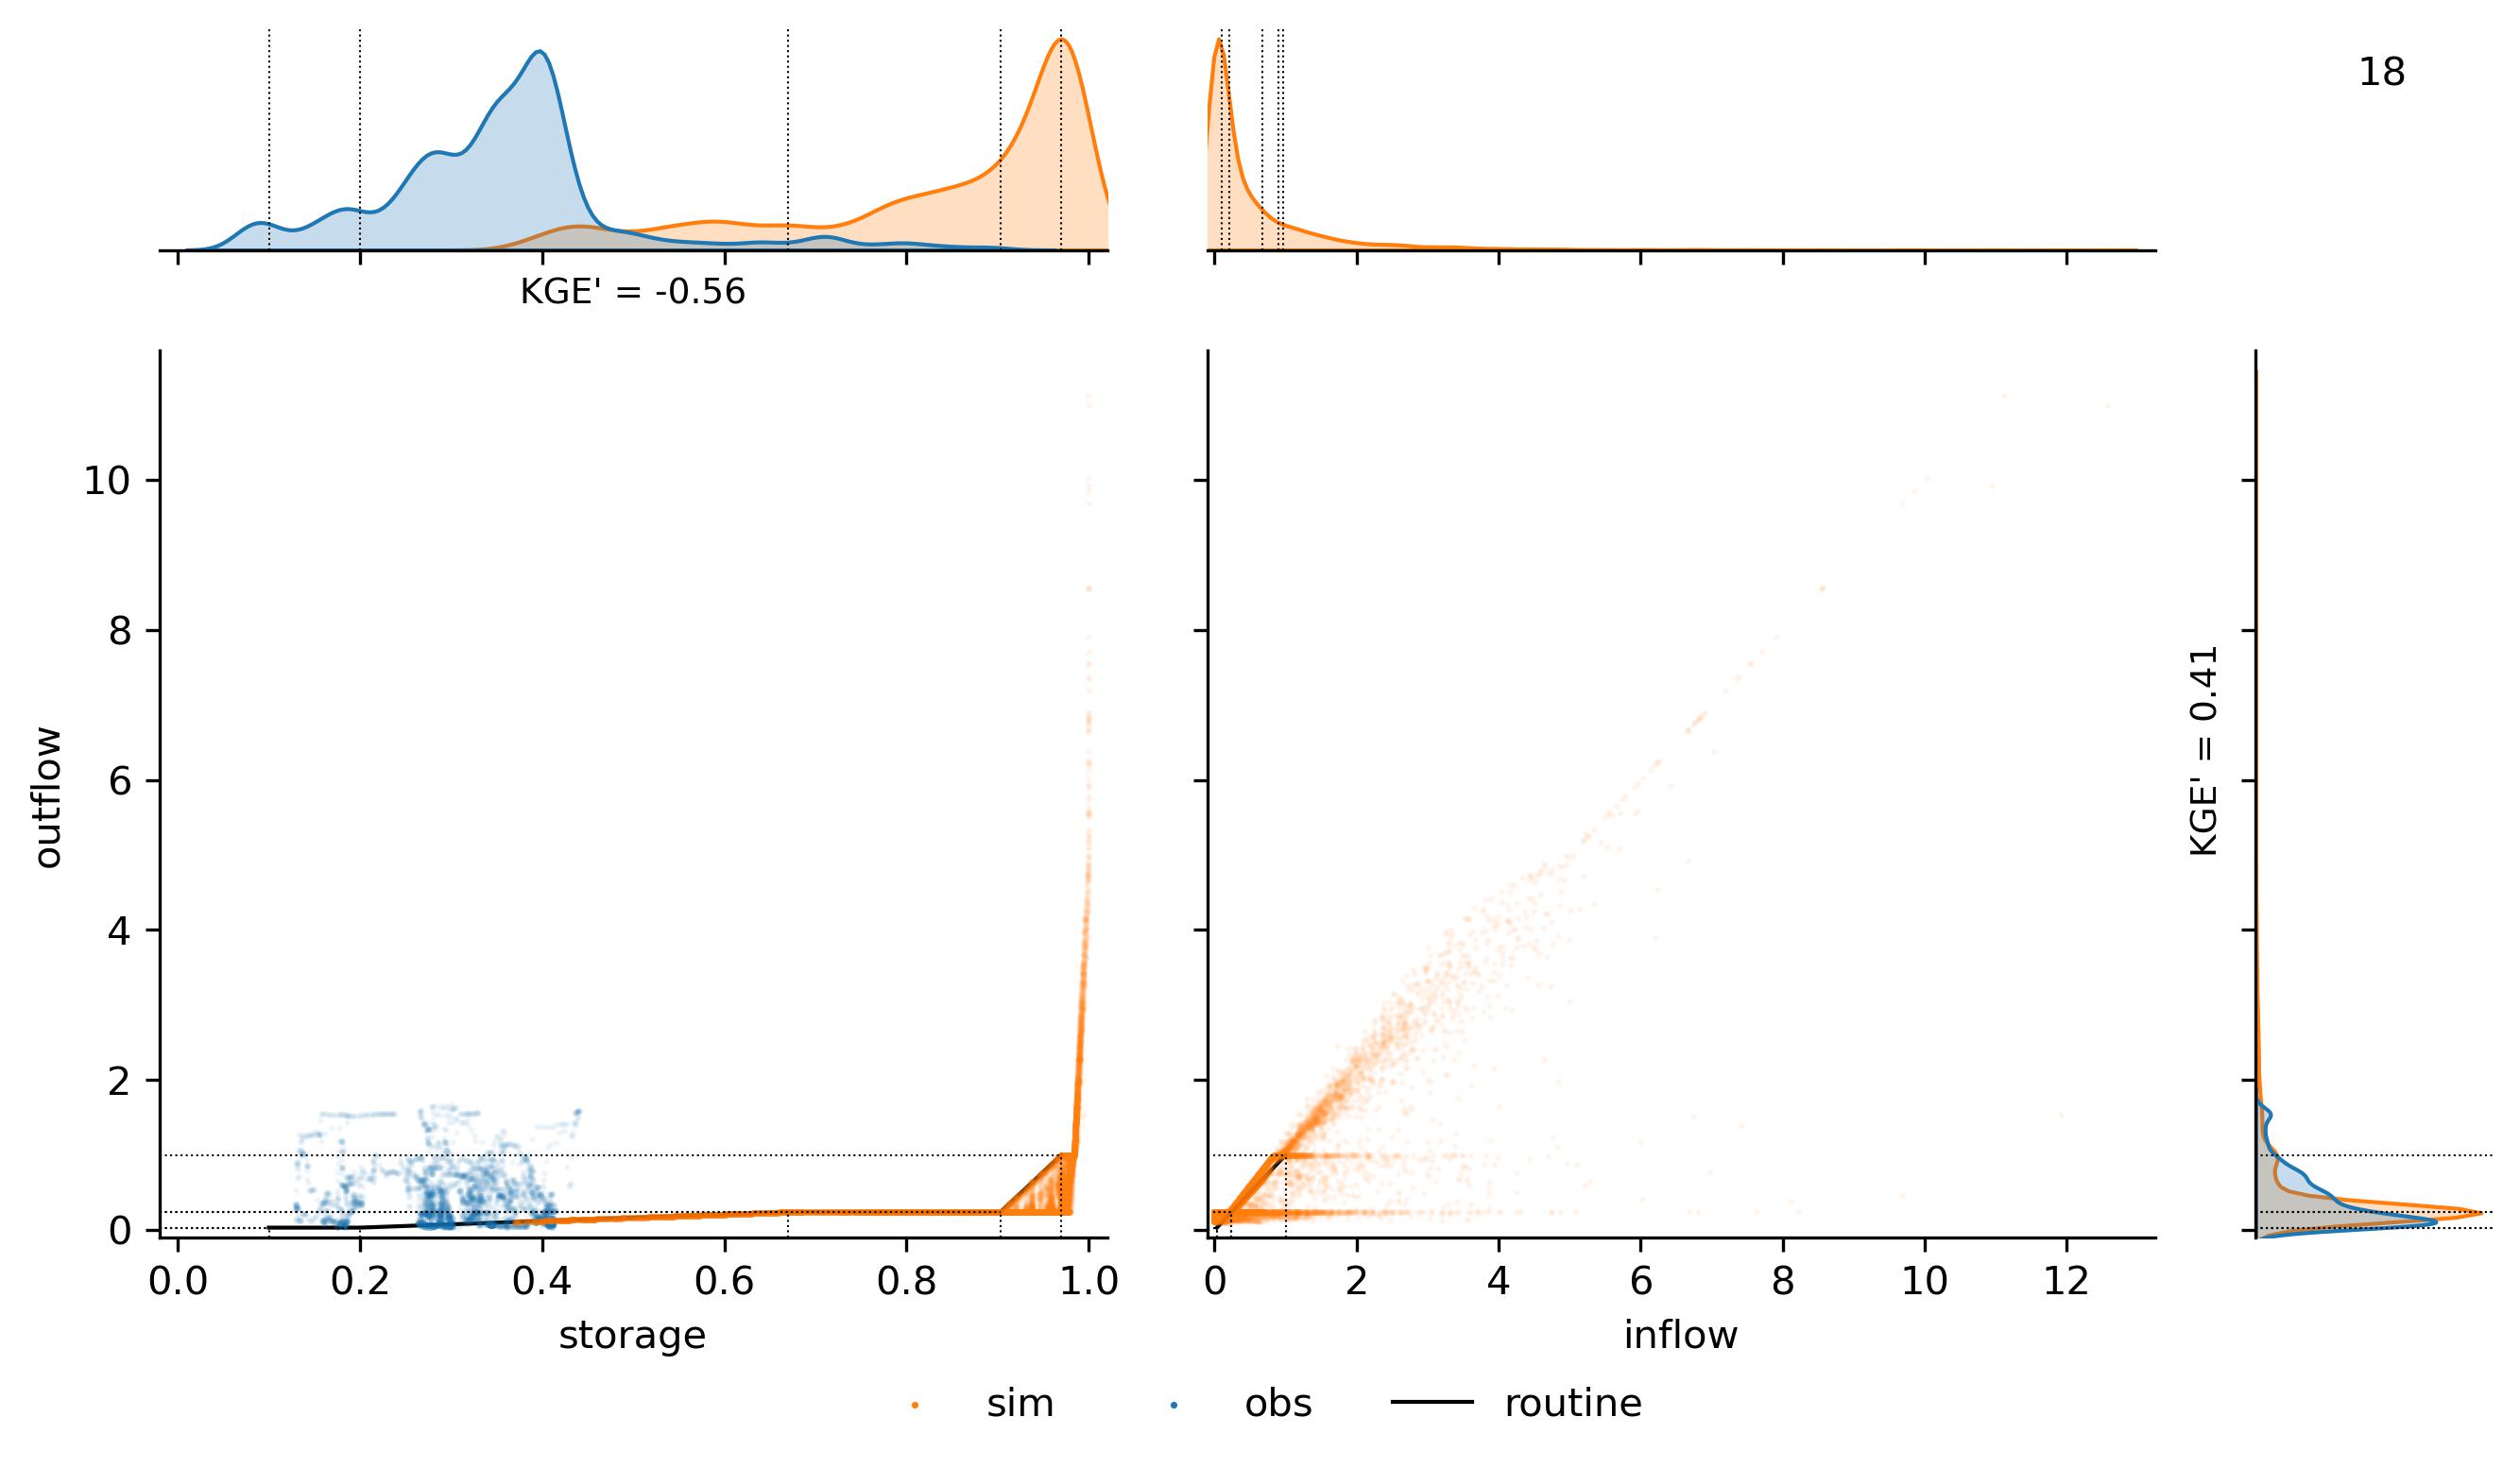 18
KGE' = -0.56
outflow
10
8
6
4
2
0
KGE' = 0.41
0.0 0.2 0.4 0.6 0.8 1.0
0 2 4 6 8 10 12
storage
inflow
sim obs routine